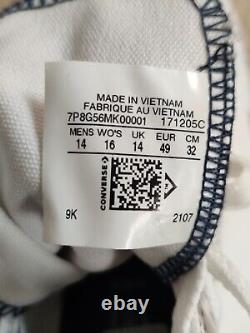 MADE IN VIETNAM
FABRIQUE AU VIETNAM
7P8G56MK00001 171205C
MENS WO'S UK EUR CM
14 16 14 49 32
CONVERSE
9K 2107